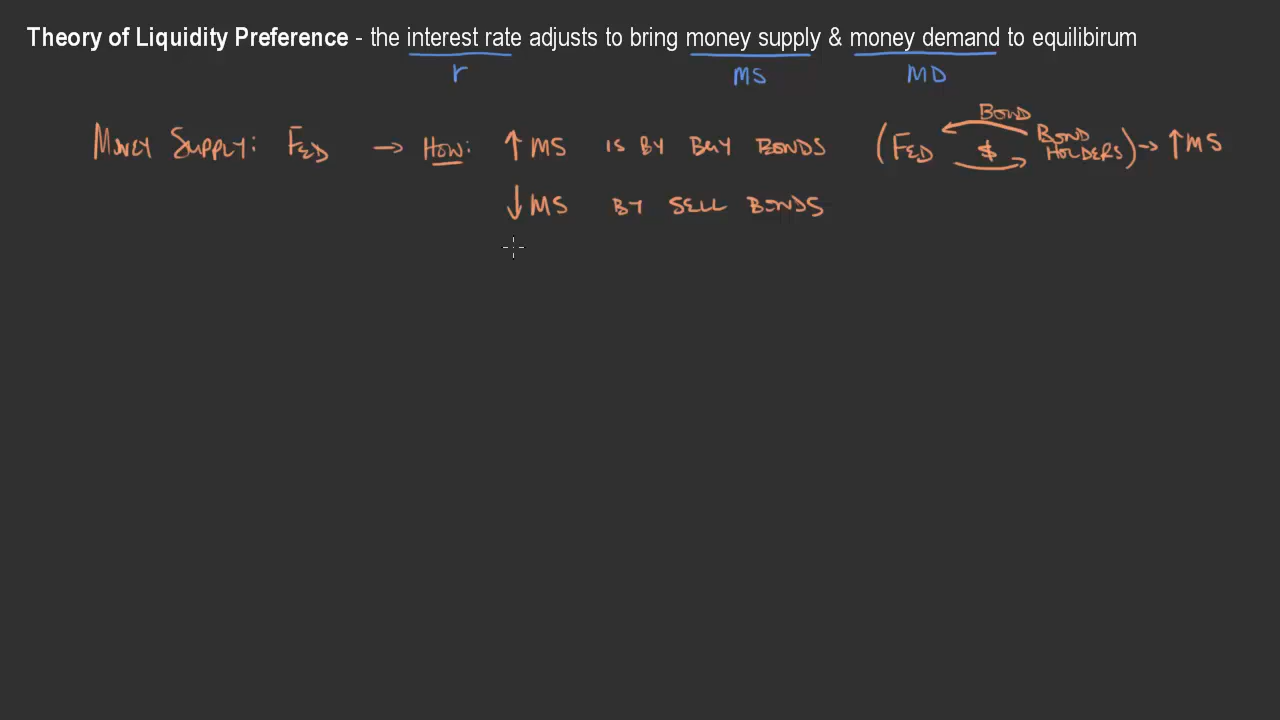 Theory of Liquidity Preference - the interest rate adjusts to bring money supply & money demand to equilibirum
r MS MD
MONEY SUPPLY: FED → HOW: ↑ MS IS BY BUY BONDS (FED BOND $ BOND HOLDERS) → ↑ MS
↓ MS BY SELL BONDS